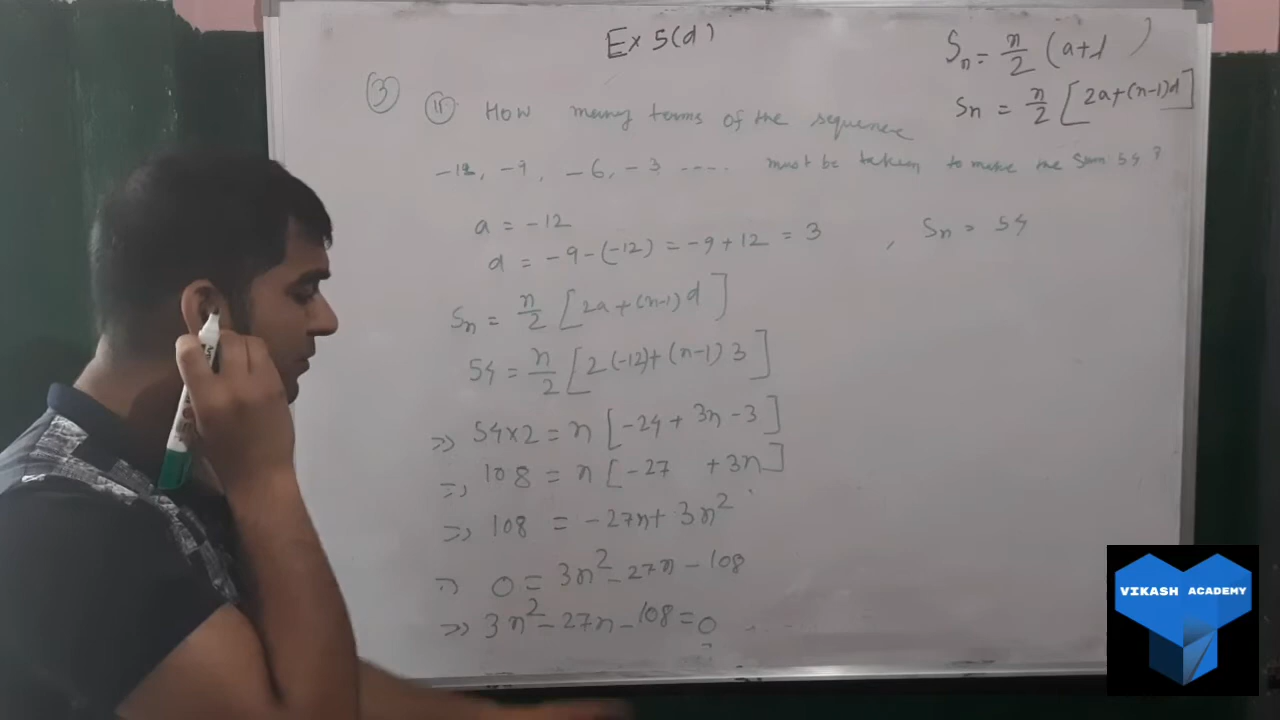 Ex 5(d)
Sn = n/2 (a+l)
Sn = n/2 [2a+(n-1)d]
(3) (ii) How many terms of the sequence
-12, -9, -6, -3 ---- must be taken to make the sum 54?
a = -12
d = -9-(-12) = -9+12 = 3 , Sn = 54
Sn = n/2 [2a+(n-1)d]
54 = n/2 [2(-12)+(n-1)3]
=> 54×2 = n[-24+3n-3]
=> 108 = n[-27 +3n]
=> 108 = -27n+3n²
=> 0 = 3n²-27n-108
=> 3n²-27n-108=0
VIKASH ACADEMY